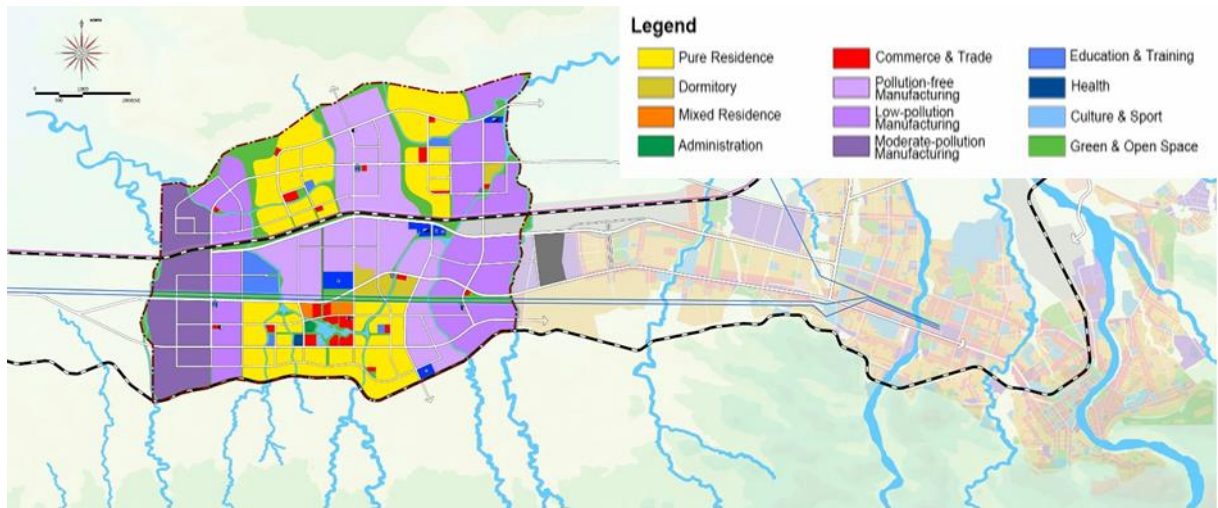 Legend
Pure Residence
Dormitory
Mixed Residence
Administration
Commerce & Trade
Pollution-free
Manufacturing
Low-pollution
Manufacturing
Moderate-pollution
Manufacturing
Education & Training
Health
Culture & Sport
Green & Open Space